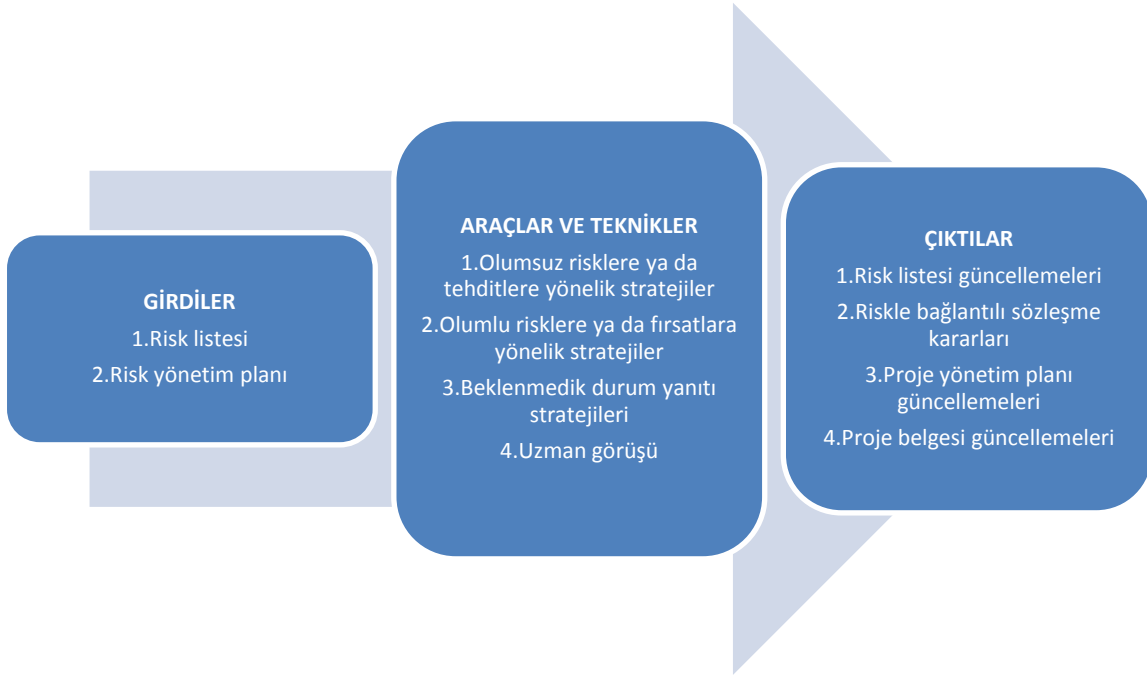 GİRDİLER
1.Risk listesi
2.Risk yönetim planı
ARAÇLAR VE TEKNİKLER
1.Olumsuz risklere ya da
tehditlere yönelik stratejiler
2.Olumlu risklere ya da fırsatlara
yönelik stratejiler
3.Beklenmedik durum yanıtı
stratejileri
4.Uzman görüşü
ÇIKTILAR
1.Risk listesi güncellemeleri
2.Riskle bağlantılı sözleşme
kararları
3.Proje yönetim planı
güncellemeleri
4.Proje belgesi güncellemeleri